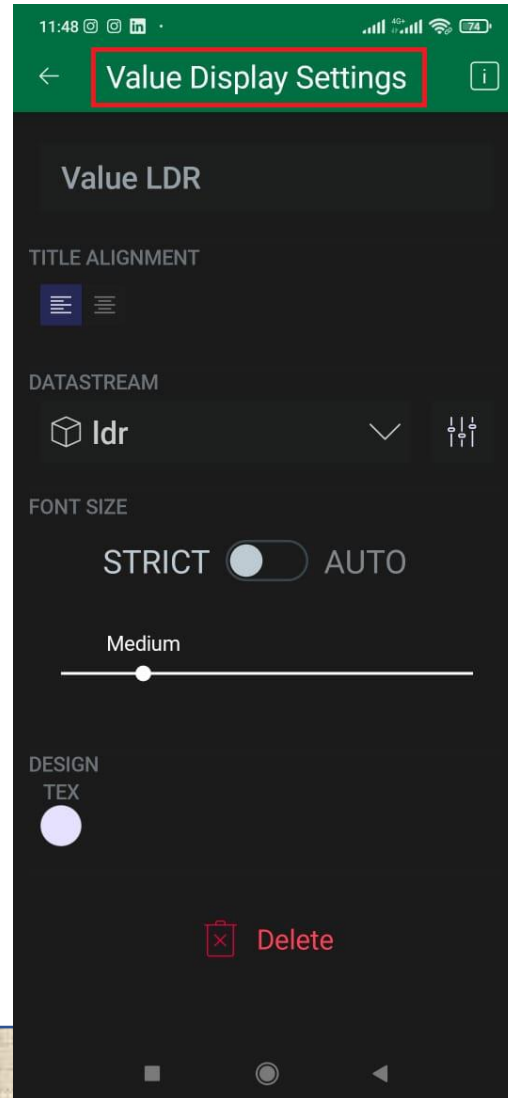 11:48
4G+
74
Value Display Settings
Value LDR
TITLE ALIGNMENT
DATASTREAM
ldr
FONT SIZE
STRICT AUTO
Medium
DESIGN
TEX
Delete